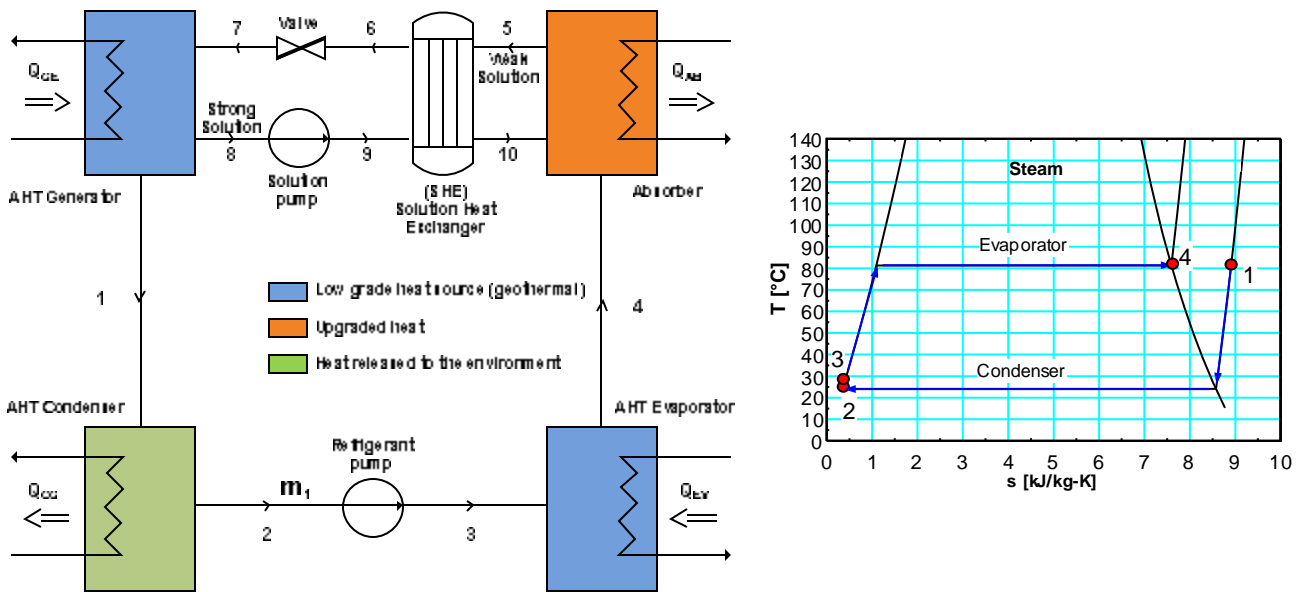 7
Valve
6
5
Weak
Solution
Q_GE
Q_AB
Strong
Solution
8
9
10
Solution
pump
(SHE)
Solution Heat
Exchanger
AHT Generator
Absorber
1
4
Low grade heat source (geothermal)
Upgraded heat
Heat released to the environment
AHT Condenser
AHT Evaporator
Refrigerant
pump
m₁
2
3
Q_EV
140
130
120
110
100
90
80
70
60
50
40
30
20
10
0
T [°C]
Steam
Evaporator
4
1
3
Condenser
2
0 1 2 3 4 5 6 7 8 9 10
s [kJ/kg-K]